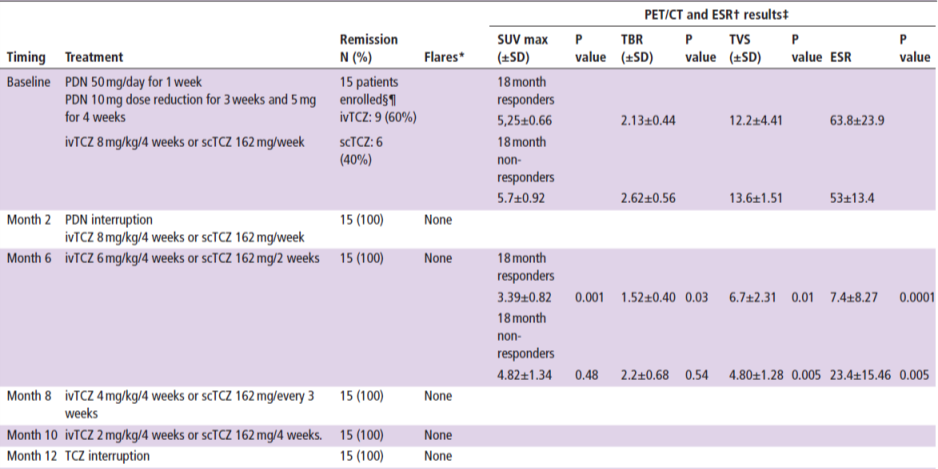 PET/CT and ESR† results‡
Remission SUV max P TBR P TVS P P
Timing Treatment N (%) Flares* (±SD) value (±SD) value (±SD) value ESR value
Baseline PDN 50 mg/day for 1 week 15 patients 18 month
PDN 10 mg dose reduction for 3 weeks and 5 mg enrolled§¶ responders
for 4 weeks ivTCZ: 9 (60%) 5,25±0.66 2.13±0.44 12.2±4.41 63.8±23.9
ivTCZ 8 mg/kg/4 weeks or scTCZ 162 mg/week scTCZ: 6 18 month
(40%) non-
responders
5.7±0.92 2.62±0.56 13.6±1.51 53±13.4
Month 2 PDN interruption 15 (100) None
ivTCZ 8 mg/kg/4 weeks or scTCZ 162 mg/week
Month 6 ivTCZ 6 mg/kg/4 weeks or scTCZ 162 mg/2 weeks 15 (100) None 18 month
responders
3.39±0.82 0.001 1.52±0.40 0.03 6.7±2.31 0.01 7.4±8.27 0.0001
18 month
non-
responders
4.82±1.34 0.48 2.2±0.68 0.54 4.80±1.28 0.005 23.4±15.46 0.005
Month 8 ivTCZ 4 mg/kg/4 weeks or scTCZ 162 mg/every 3 15 (100) None
weeks
Month 10 ivTCZ 2 mg/kg/4 weeks or scTCZ 162 mg/4 weeks. 15 (100) None
Month 12 TCZ interruption 15 (100) None